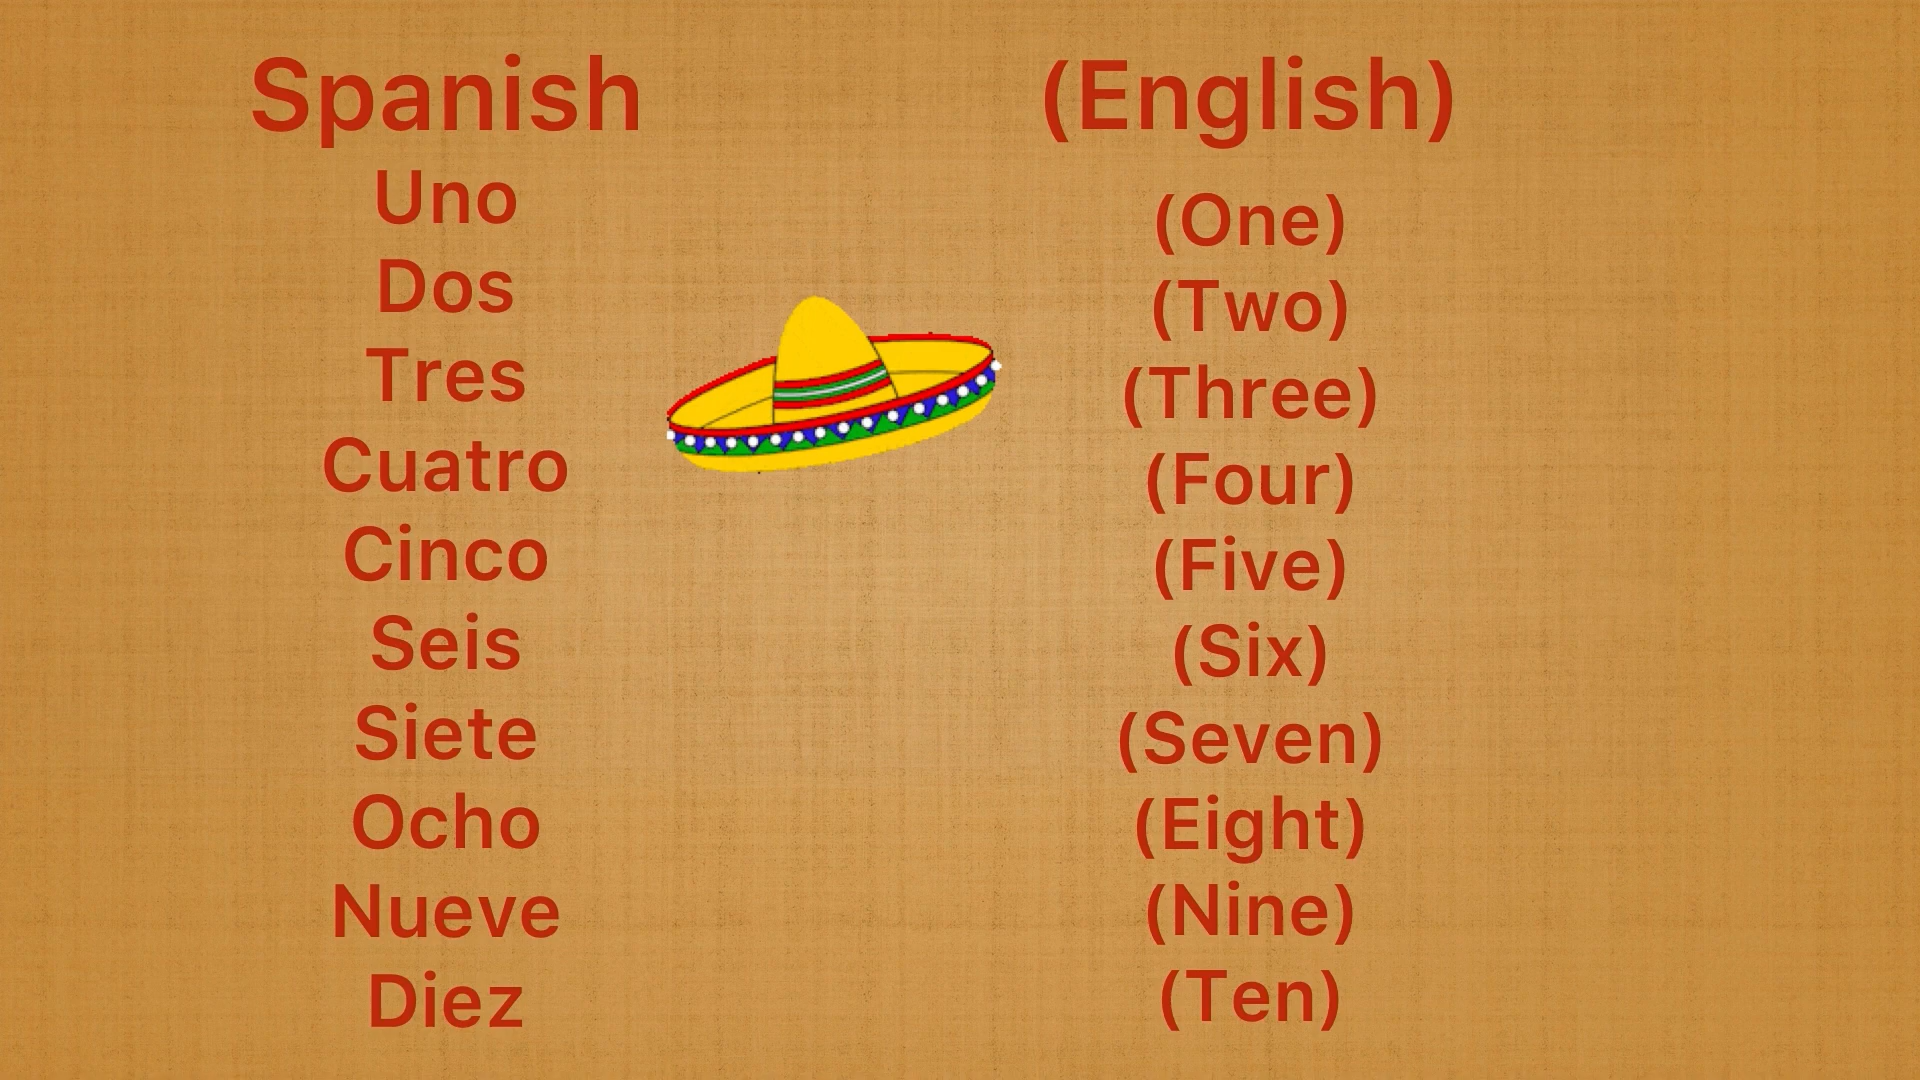 Spanish
Uno
Dos
Tres
Cuatro
Cinco
Seis
Siete
Ocho
Nueve
Diez
(English)
(One)
(Two)
(Three)
(Four)
(Five)
(Six)
(Seven)
(Eight)
(Nine)
(Ten)